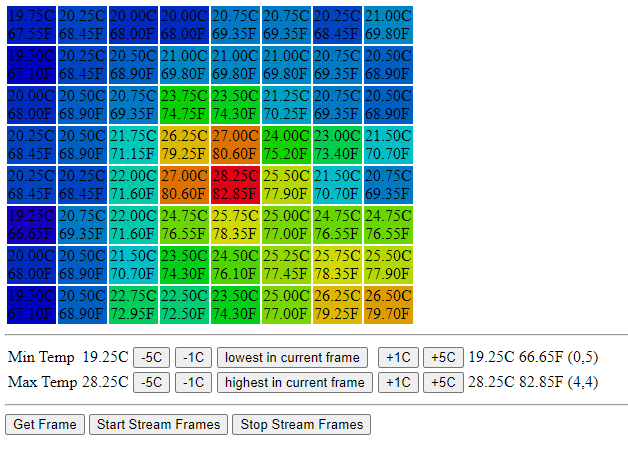 19.75C 20.25C 20.00C 20.00C 20.75C 20.75C 20.25C 21.00C
67.55F 68.45F 68.00F 68.00F 69.35F 69.35F 68.45F 69.80F
19.50C 20.25C 20.50C 21.00C 21.00C 21.00C 20.75C 20.50C
67.10F 68.45F 68.90F 69.80F 69.80F 69.80F 69.35F 68.90F
20.00C 20.50C 20.75C 23.75C 23.50C 21.25C 20.75C 20.50C
68.00F 68.90F 69.35F 74.75F 74.30F 70.25F 69.35F 68.90F
20.25C 20.50C 21.75C 26.25C 27.00C 24.00C 23.00C 21.50C
68.45F 68.90F 71.15F 79.25F 80.60F 75.20F 73.40F 70.70F
20.25C 20.25C 22.00C 27.00C 28.25C 25.50C 21.50C 20.75C
68.45F 68.45F 71.60F 80.60F 82.85F 77.90F 70.70F 69.35F
19.25C 20.75C 22.00C 24.75C 25.75C 25.00C 24.75C 24.75C
66.65F 69.35F 71.60F 76.55F 78.35F 77.00F 76.55F 76.55F
20.00C 20.50C 21.50C 23.50C 24.50C 25.25C 25.75C 25.50C
68.00F 68.90F 70.70F 74.30F 76.10F 77.45F 78.35F 77.90F
19.50C 20.50C 22.75C 22.50C 23.50C 25.00C 26.25C 26.50C
67.10F 68.90F 72.95F 72.50F 74.30F 77.00F 79.25F 79.70F
Min Temp 19.25C -5C -1C lowest in current frame +1C +5C 19.25C 66.65F (0,5)
Max Temp 28.25C -5C -1C highest in current frame +1C +5C 28.25C 82.85F (4,4)
Get Frame Start Stream Frames Stop Stream Frames